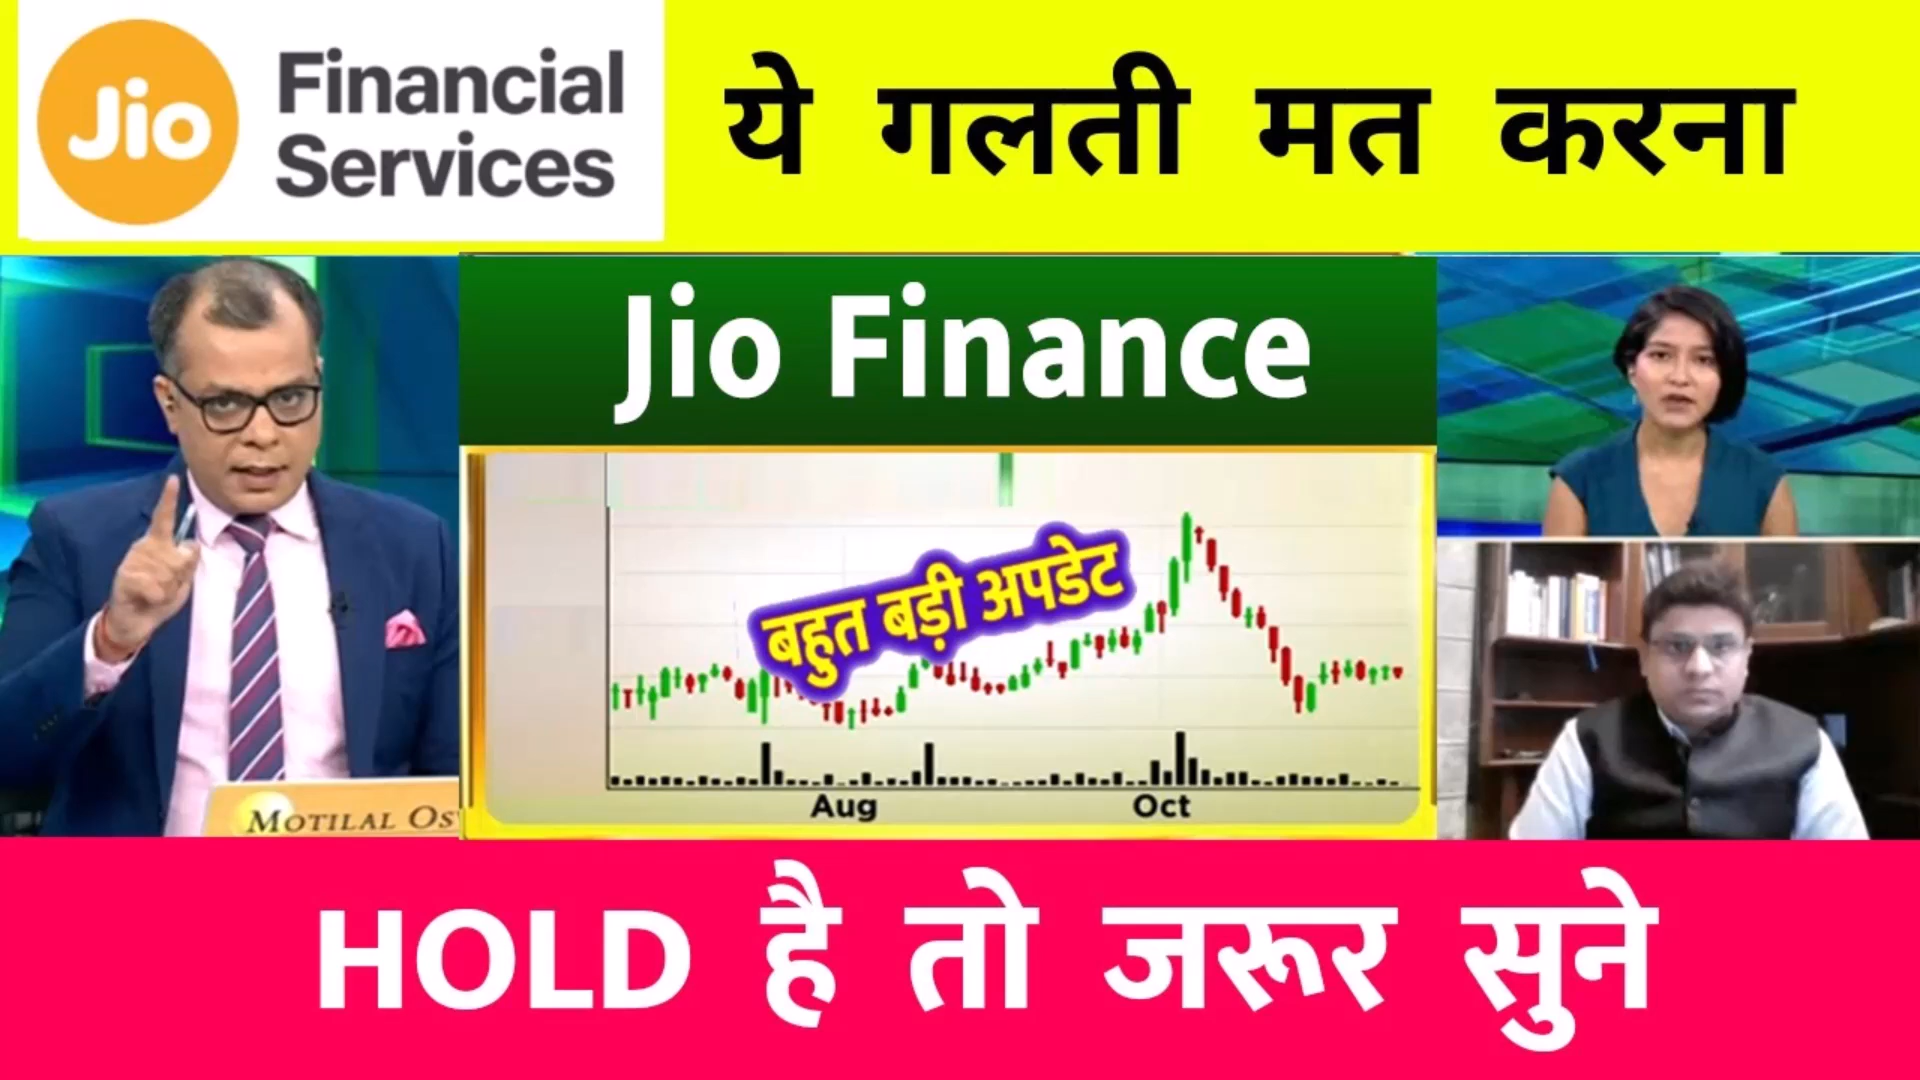 Jio Financial Services
ये गलती मत करना
Jio Finance
बहुत बड़ी अपडेट
Aug Oct
MOTILAL OS
HOLD है तो जरूर सुने